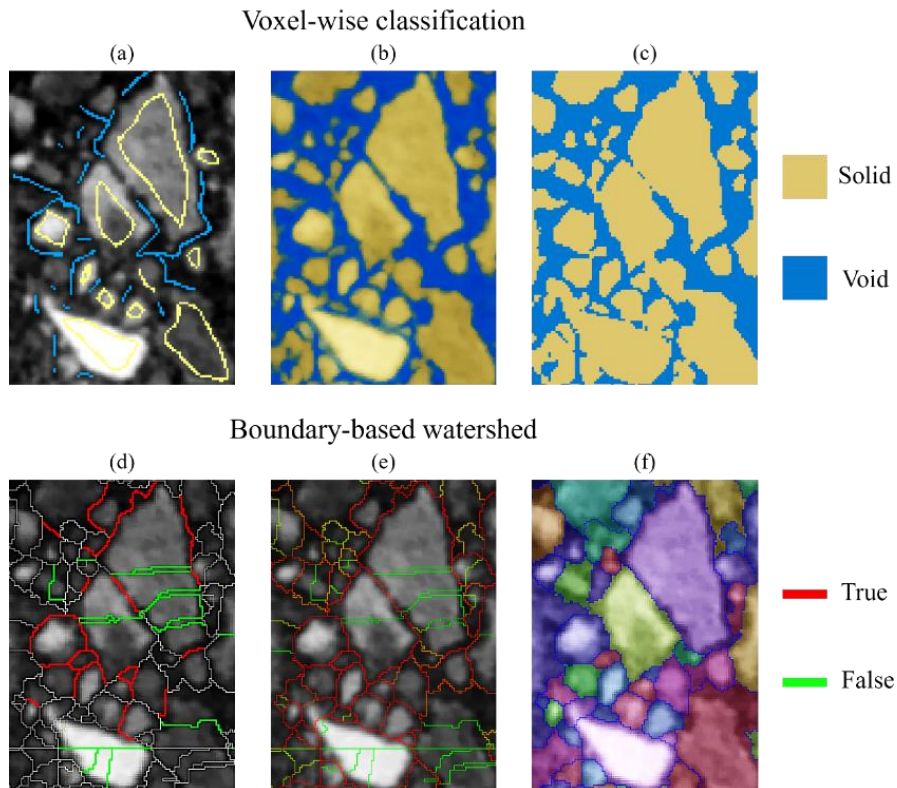 Voxel-wise classification
(a)
(b)
(c)
Solid
Void
Boundary-based watershed
(d)
(e)
(f)
True
False